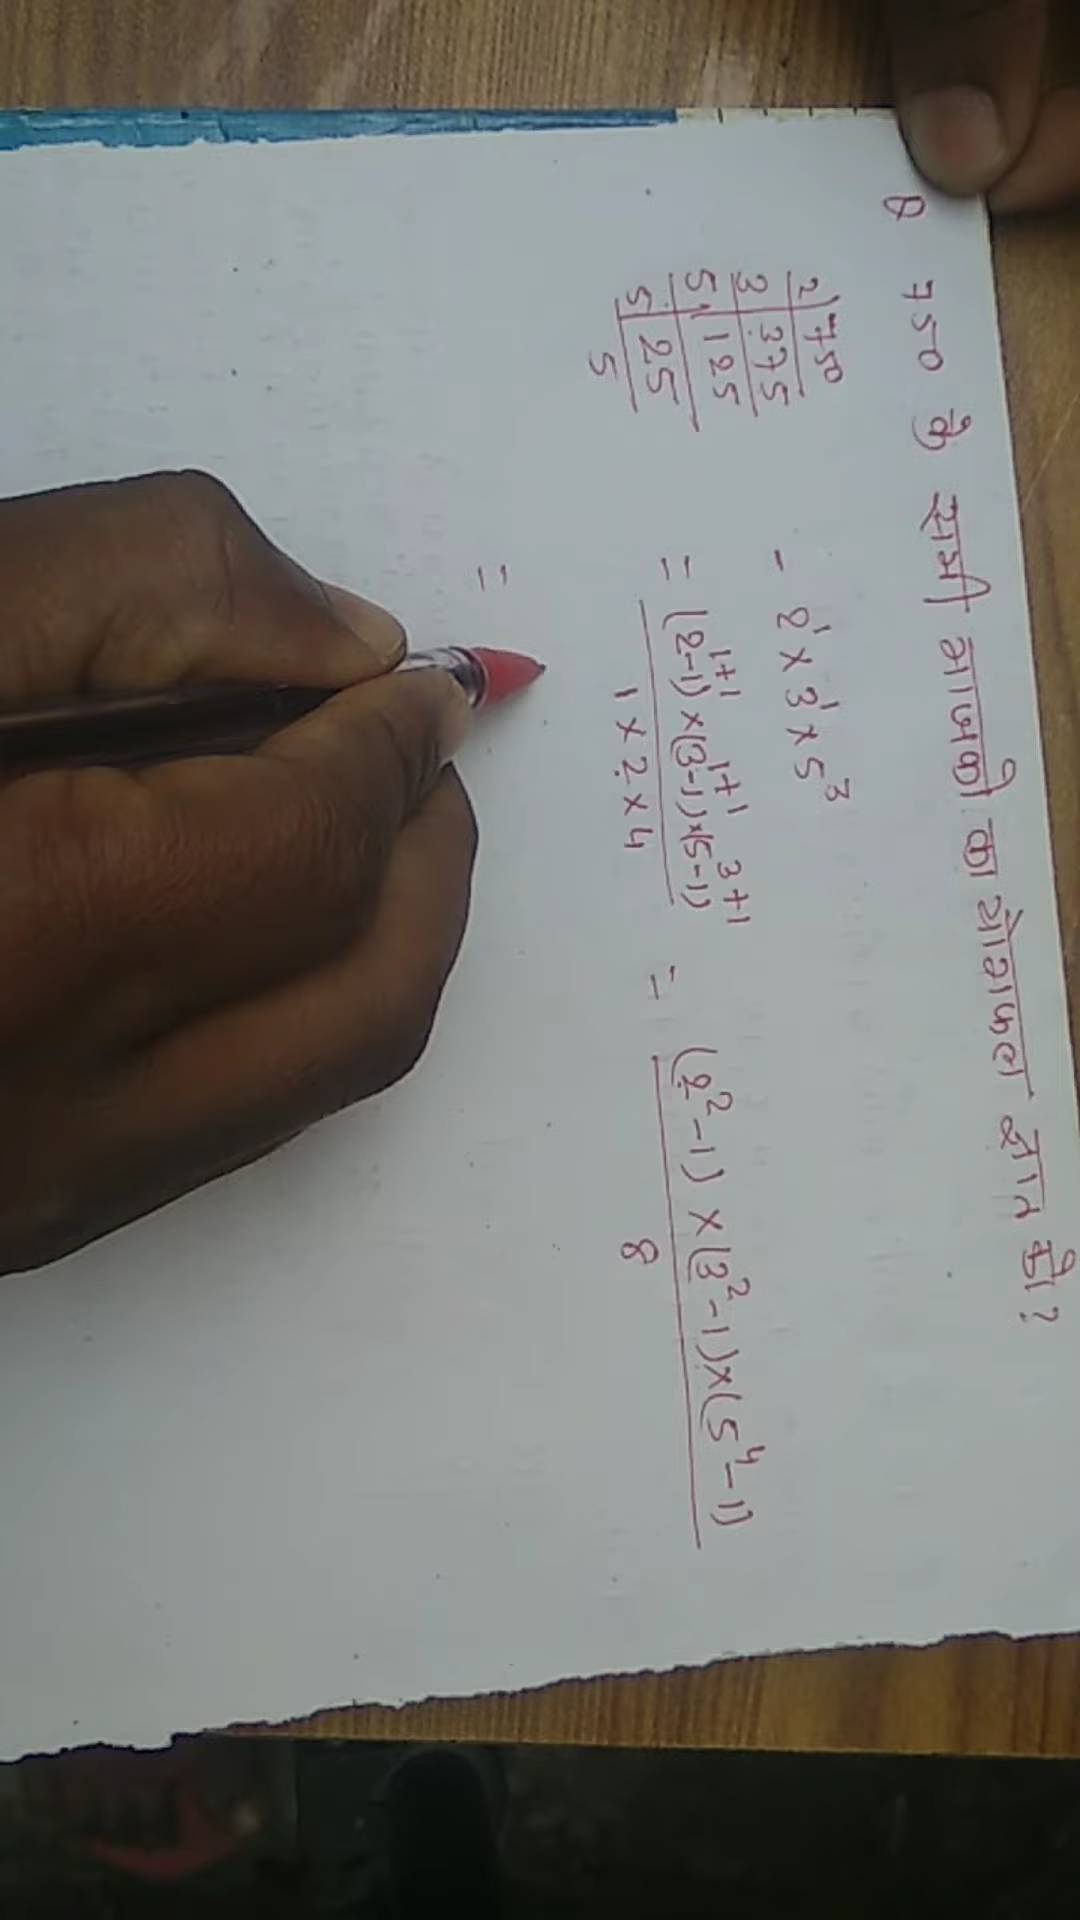 Q 750 के सभी भाजको का योगफल ज्ञात करो?
2)750
3 375
5 125
5 25
5
- 2¹ × 3¹ × 5³
= (2-1)¹⁺¹ × (3-1)¹⁺¹ × (5-1)³⁺¹
1 × 2 × 4
= (2²-1) × (3²-1) × (5⁴-1)
8
=